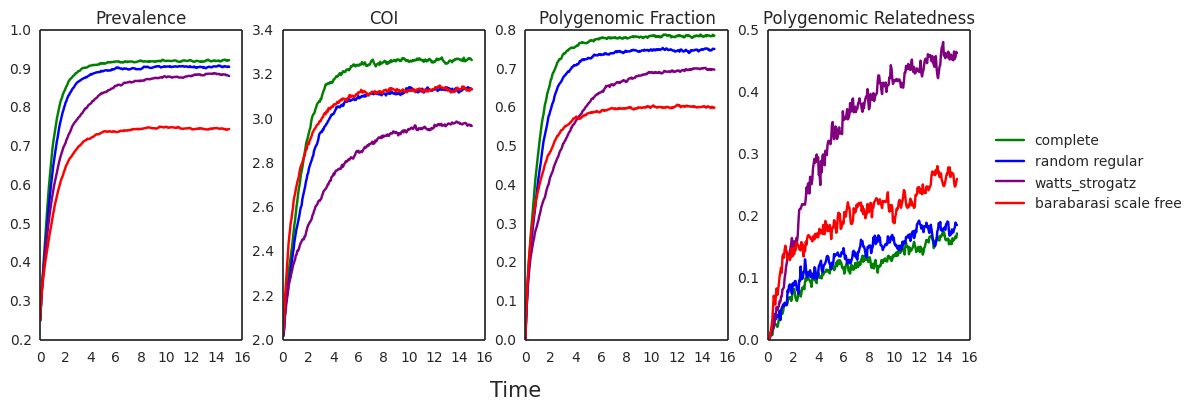 Prevalence
COI
Polygenomic Fraction
Polygenomic Relatedness
1.0
0.9
0.8
0.7
0.6
0.5
0.4
0.3
0.2
0 2 4 6 8 10 12 14 16
3.4
3.2
3.0
2.8
2.6
2.4
2.2
2.0
0 2 4 6 8 10 12 14 16
0.8
0.7
0.6
0.5
0.4
0.3
0.2
0.1
0.0
0 2 4 6 8 10 12 14 16
0.5
0.4
0.3
0.2
0.1
0.0
0 2 4 6 8 10 12 14 16
complete
random regular
watts_strogatz
barabarasi scale free
Time